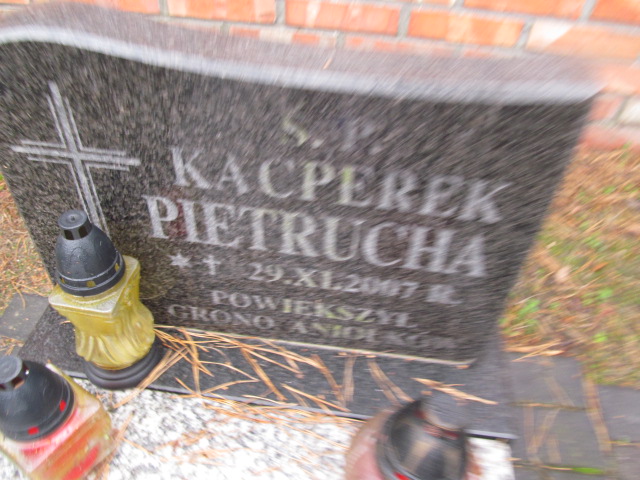 Ś. P.
KACPEREK
PIETRUCHA
★ † 29.XI.2007 R.
POWIĘKSZYŁ
GRONO ANIOŁKÓW